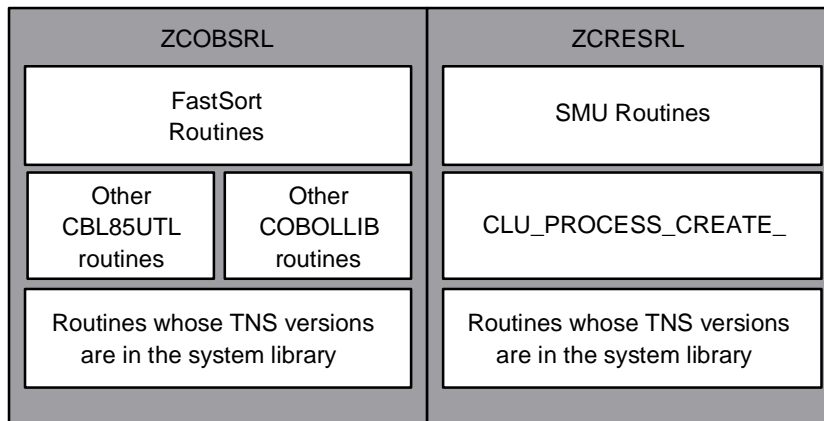 ZCOBSRL
FastSort
Routines
Other
CBL85UTL
routines
Other
COBOLLIB
routines
Routines whose TNS versions
are in the system library
ZCRESRL
SMU Routines
CLU_PROCESS_CREATE_
Routines whose TNS versions
are in the system library